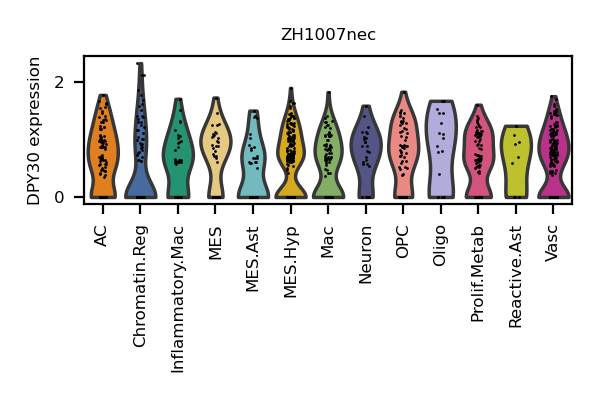 ZH1007nec
DPY30 expression
2
0
AC
Chromatin.Reg
Inflammatory.Mac
MES
MES.Ast
MES.Hyp
Mac
Neuron
OPC
Oligo
Prolif.Metab
Reactive.Ast
Vasc